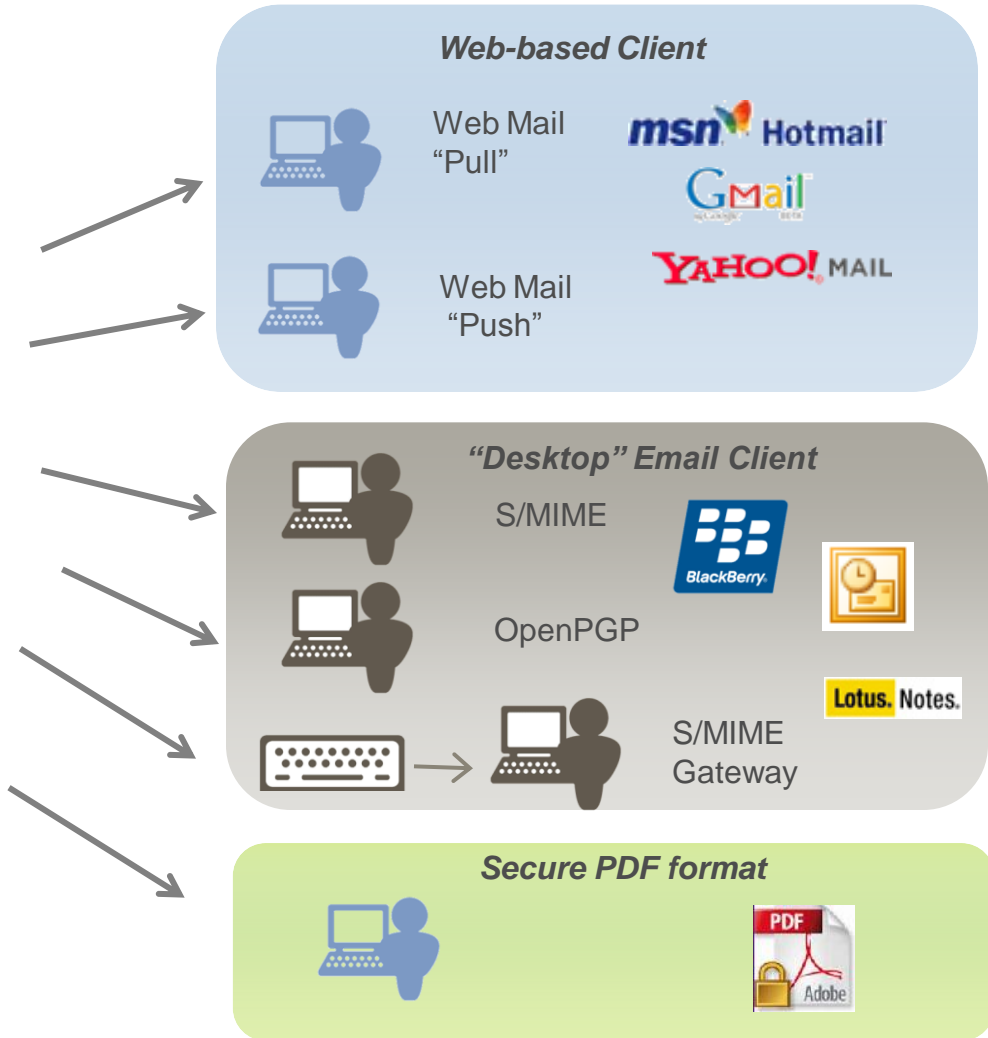 Web-based Client
Web Mail
“Pull”
msn Hotmail
Gmail
YAHOO! MAIL
Web Mail
“Push”
“Desktop” Email Client
S/MIME
BlackBerry
OpenPGP
Lotus. Notes.
S/MIME
Gateway
Secure PDF format
PDF
Adobe